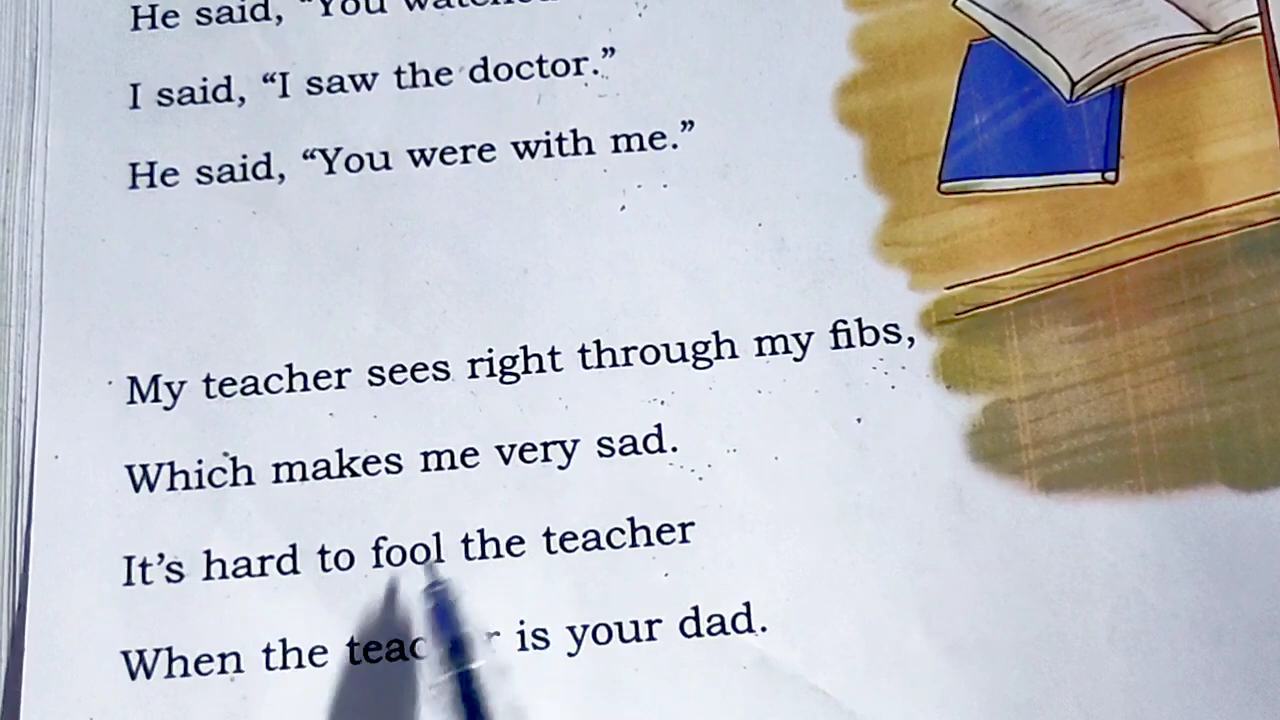 He said, "You watched
I said, "I saw the doctor."
He said, "You were with me."
My teacher sees right through my fibs,
Which makes me very sad.
It's hard to fool the teacher
When the teacher is your dad.